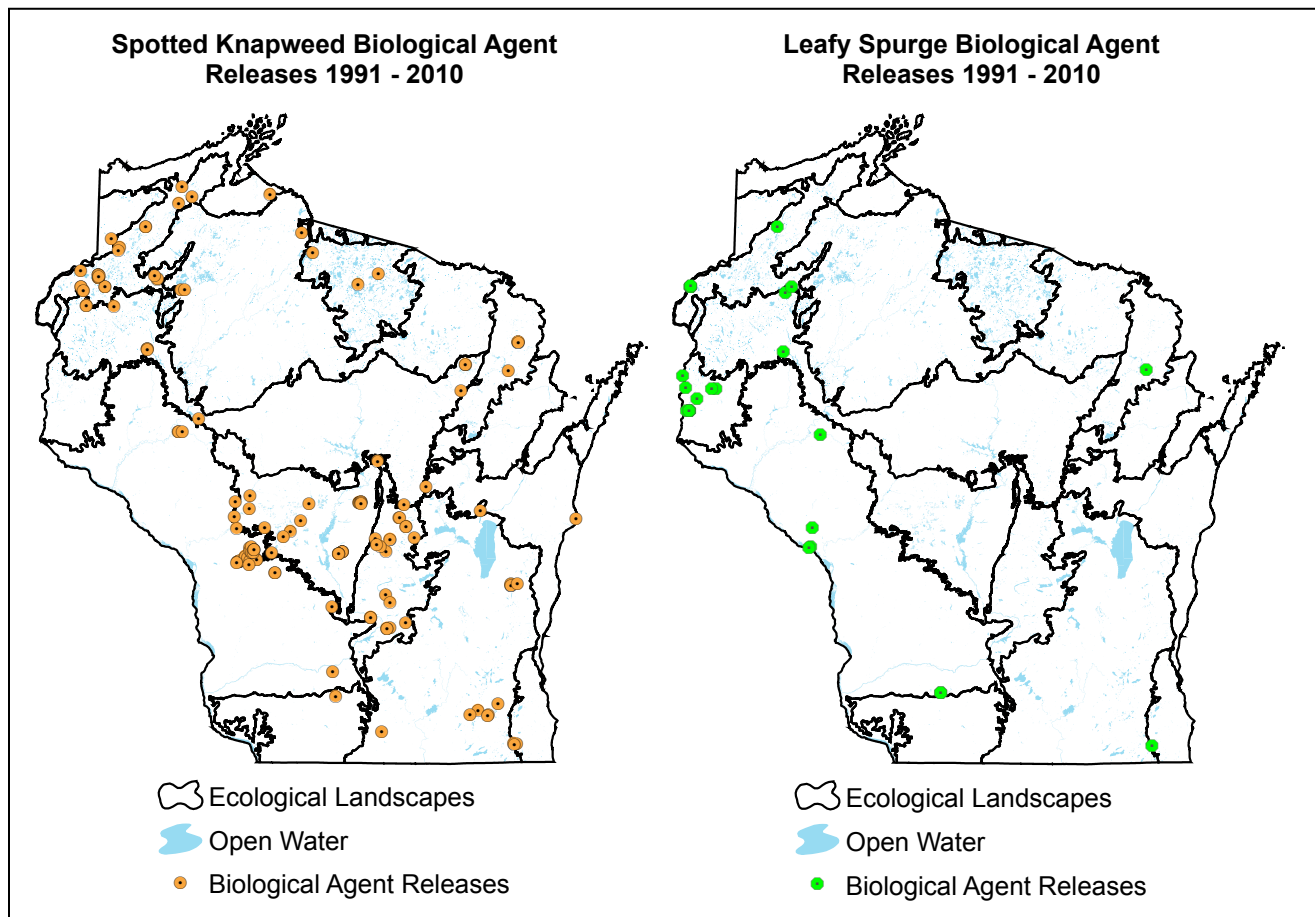 Spotted Knapweed Biological Agent
Releases 1991 - 2010
Ecological Landscapes
Open Water
Biological Agent Releases
Leafy Spurge Biological Agent
Releases 1991 - 2010
Ecological Landscapes
Open Water
Biological Agent Releases